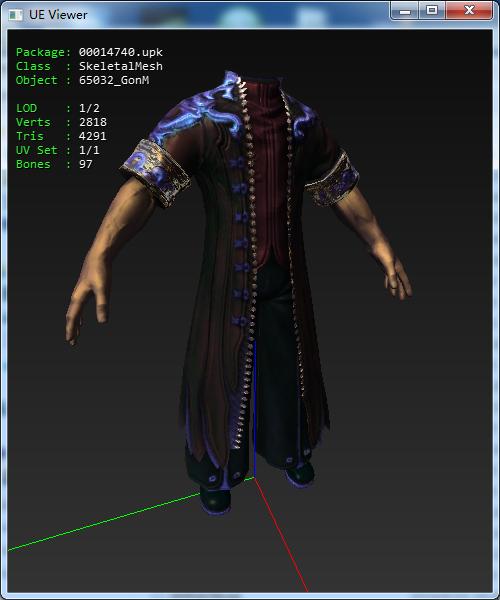 UE Viewer
Package: 00014740.upk
Class : SkeletalMesh
Object : 65032_GonM
LOD : 1/2
Verts : 2818
Tris : 4291
UV Set : 1/1
Bones : 97